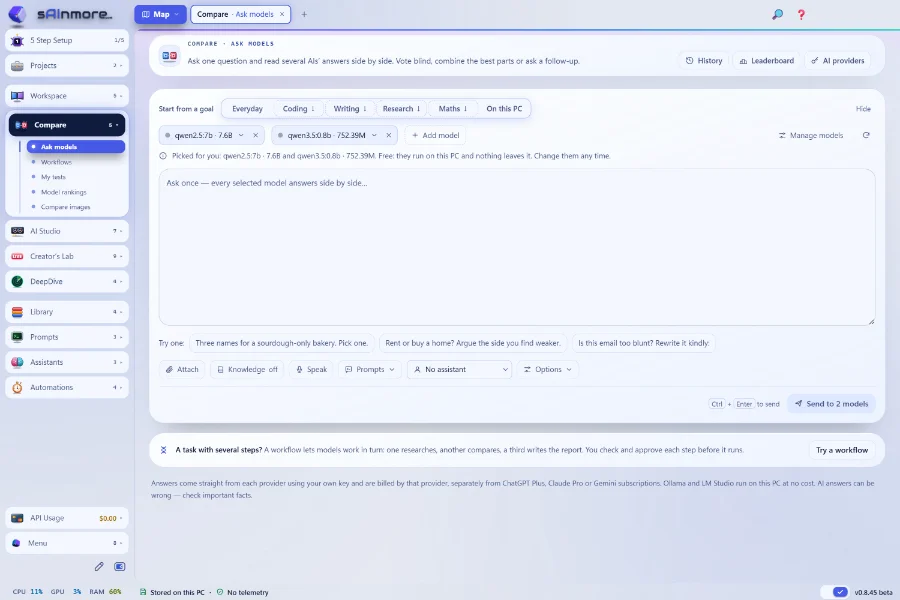 sAInmore
Map
Compare · Ask models
5 Step Setup 1/5
Projects 2
Workspace 5
Compare 5
Ask models
Workflows
My tests
Model rankings
Compare images
AI Studio 7
Creator's Lab 9
DeepDive 4
Library 4
Prompts 3
Assistants 3
Automations 4
API Usage $0.00
Menu 8
CPU 11% GPU 3% RAM 60%
COMPARE · ASK MODELS
Ask one question and read several AIs' answers side by side. Vote blind, combine the best parts or ask a follow-up.
History
Leaderboard
AI providers
Start from a goal
Everyday
Coding
Writing
Research
Maths
On this PC
Hide
qwen2.5:7b · 7.6B
qwen3.5:0.8b · 752.39M
Add model
Manage models
Picked for you: qwen2.5:7b · 7.6B and qwen3.5:0.8b · 752.39M. Free: they run on this PC and nothing leaves it. Change them any time.
Ask once — every selected model answers side by side...
Try one:
Three names for a sourdough-only bakery. Pick one.
Rent or buy a home? Argue the side you find weaker.
Is this email too blunt? Rewrite it kindly:
Attach
Knowledge off
Speak
Prompts
No assistant
Options
Ctrl + Enter to send
Send to 2 models
A task with several steps? A workflow lets models work in turn: one researches, another compares, a third writes the report. You check and approve each step before it runs.
Try a workflow
Answers come straight from each provider using your own key and are billed by that provider, separately from ChatGPT Plus, Claude Pro or Gemini subscriptions. Ollama and LM Studio run on this PC at no cost. AI answers can be
wrong — check important facts.
Stored on this PC · No telemetry
v0.8.45 beta